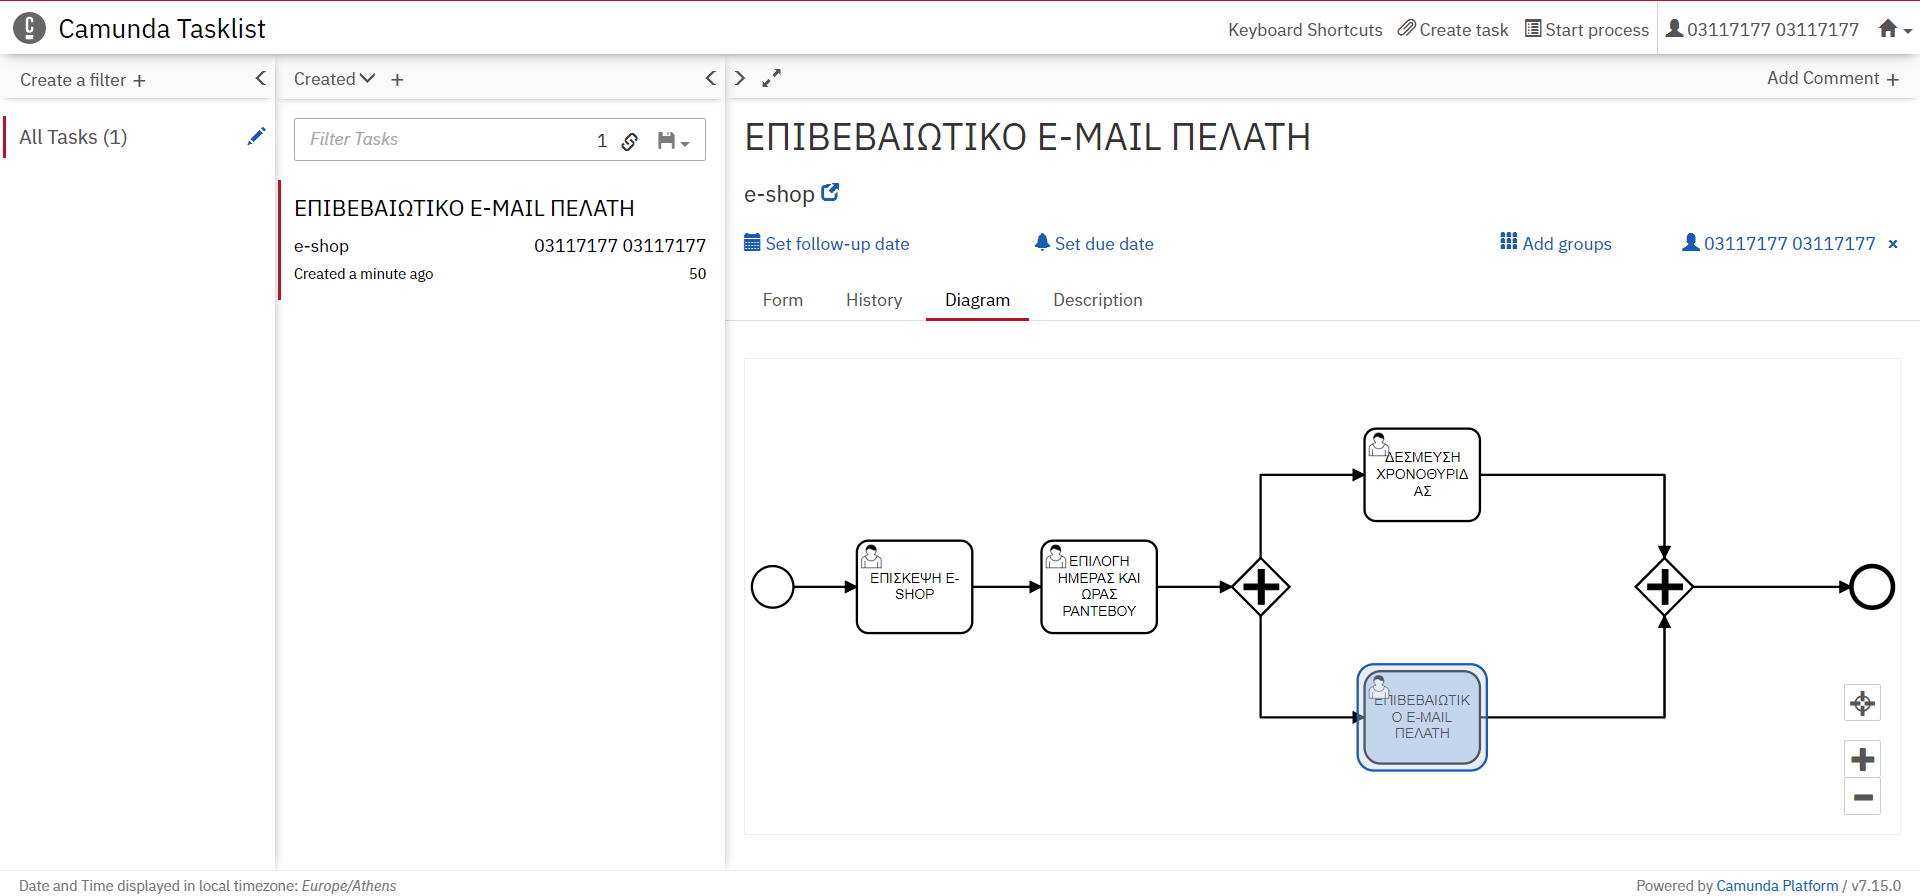 Camunda Tasklist
Keyboard Shortcuts Create task Start process 03117177 03117177
Create a filter +
Created +
Add Comment +
All Tasks (1)
Filter Tasks 1
ΕΠΙΒΕΒΑΙΩΤΙΚΟ E-MAIL ΠΕΛΑΤΗ
e-shop 03117177 03117177
Created a minute ago 50
ΕΠΙΒΕΒΑΙΩΤΙΚΟ E-MAIL ΠΕΛΑΤΗ
e-shop
Set follow-up date Set due date Add groups 03117177 03117177 ×
Form History Diagram Description
ΕΠΙΣΚΕΨΗ E-
SHOP
ΕΠΙΛΟΓΗ
ΗΜΕΡΑΣ ΚΑΙ
ΩΡΑΣ
ΡΑΝΤΕΒΟΥ
ΔΕΣΜΕΥΣΗ
ΧΡΟΝΟΘΥΡΙΔ
ΑΣ
ΕΠΙΒΕΒΑΙΩΤΙΚ
Ο E-MAIL
ΠΕΛΑΤΗ
Date and Time displayed in local timezone: Europe/Athens
Powered by Camunda Platform / v7.15.0